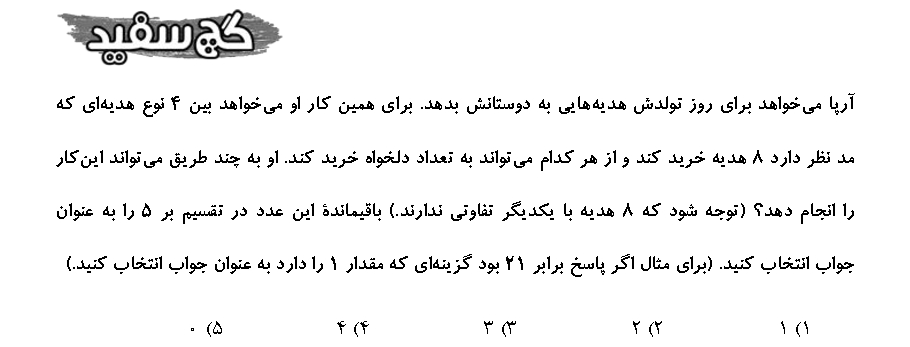 گچ سفید
آرپا می‌خواهد برای روز تولدش هدیه‌هایی به دوستانش بدهد. برای همین کار او می‌خواهد بین ۴ نوع هدیه‌ای که
مد نظر دارد ۸ هدیه خرید کند و از هر کدام می‌تواند به تعداد دلخواه خرید کند. او به چند طریق می‌تواند این‌کار
را انجام دهد؟ (توجه شود که ۸ هدیه با یکدیگر تفاوتی ندارند.) باقیماندهٔ این عدد در تقسیم بر ۵ را به عنوان
جواب انتخاب کنید. (برای مثال اگر پاسخ برابر ۲۱ بود گزینه‌ای که مقدار ۱ را دارد به عنوان جواب انتخاب کنید.)
۱) ۱ ۲) ۲ ۳) ۳ ۴) ۴ ۵) ۰